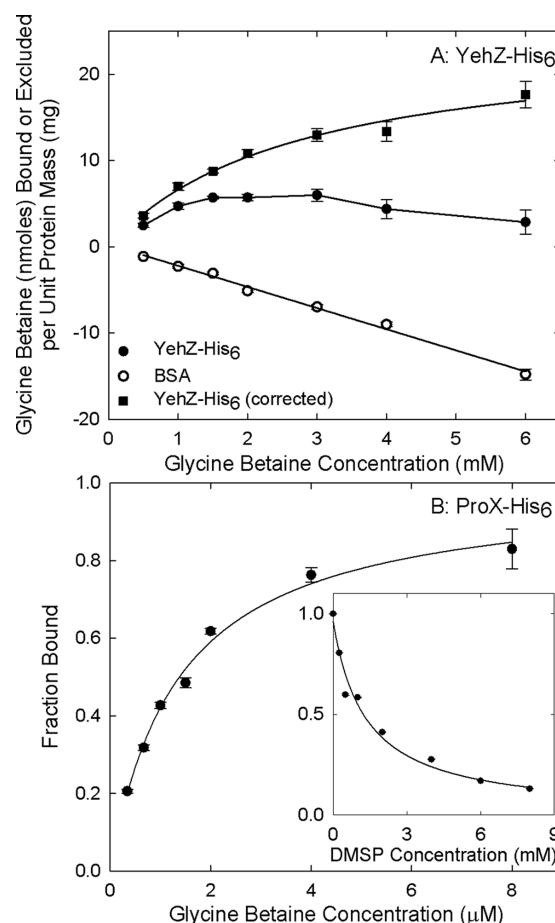 A: YehZ-His6
Glycine Betaine (nmoles) Bound or Excluded
per Unit Protein Mass (mg)
20
10
0
-10
-20
YehZ-His6
BSA
YehZ-His6 (corrected)
0 1 2 3 4 5 6
Glycine Betaine Concentration (mM)
B: ProX-His6
Fraction Bound
1.0
0.8
0.6
0.4
0.2
0.0
1.0
0.5
0.0
0 3 6 9
DMSP Concentration (mM)
0 2 4 6 8
Glycine Betaine Concentration (μM)